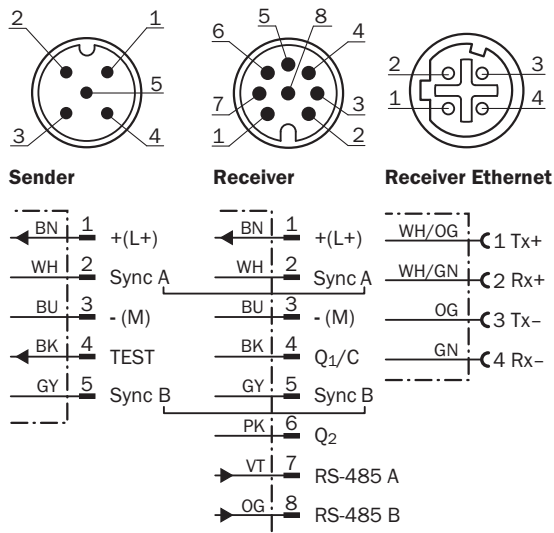 2 1
5
3 4
5 8
6 4
7 3
1 2
2 3
1 4
Sender
BN 1 +(L+)
WH 2 Sync A
BU 3 - (M)
BK 4 TEST
GY 5 Sync B
Receiver
BN 1 +(L+)
WH 2 Sync A
BU 3 - (M)
BK 4 Q1/C
GY 5 Sync B
PK 6 Q2
VT 7 RS-485 A
OG 8 RS-485 B
Receiver Ethernet
WH/OG 1 Tx+
WH/GN 2 Rx+
OG 3 Tx–
GN 4 Rx–